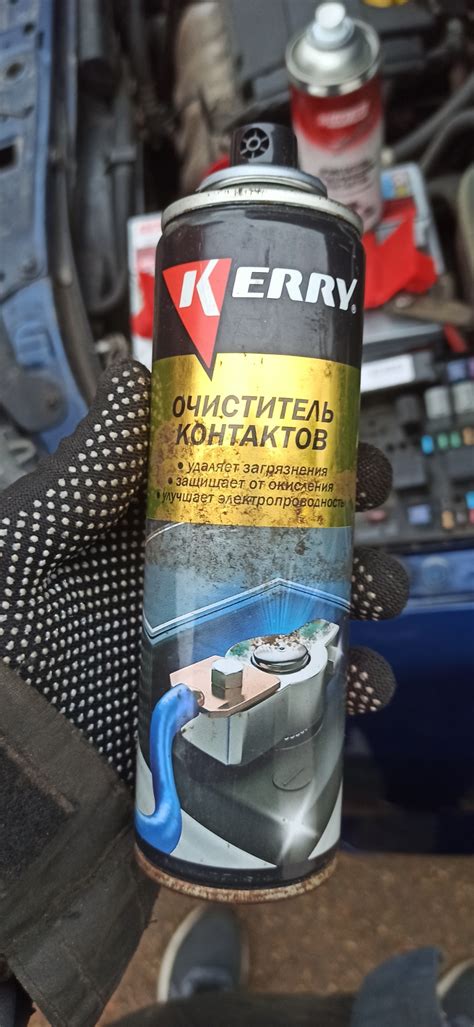 KERRY®
ОЧИСТИТЕЛЬ
КОНТАКТОВ
• удаляет загрязнения
• защищает от окисления
• улучшает электропроводность